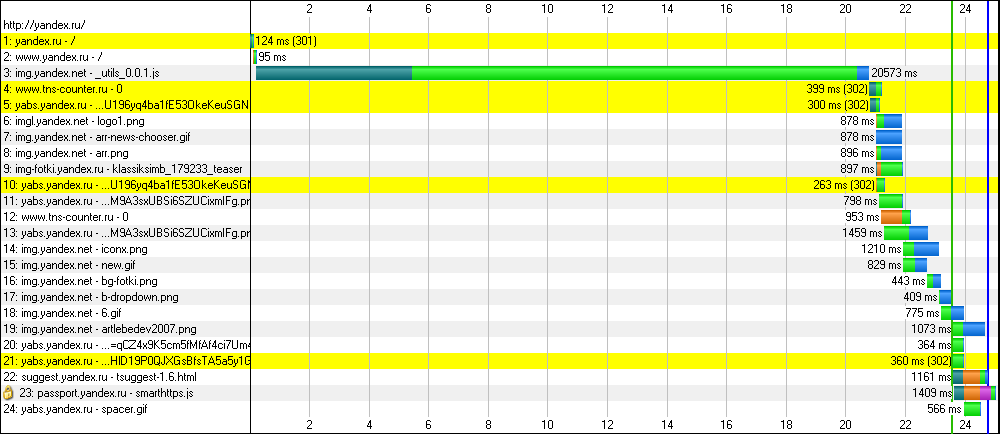 2 4 6 8 10 12 14 16 18 20 22 24
http://yandex.ru/
1: yandex.ru - / 124 ms (301)
2: www.yandex.ru - / 95 ms
3: img.yandex.net - _utils_0.0.1.js 20573 ms
4: www.tns-counter.ru - 0 399 ms (302)
5: yabs.yandex.ru - ...U196yq4ba1fE53OkeKeuSGN 300 ms (302)
6: imgl.yandex.net - logo1.png 878 ms
7: img.yandex.net - arr-news-chooser.gif 878 ms
8: img.yandex.net - arr.png 896 ms
9: img-fotki.yandex.ru - klassiksimb_179233_teaser 897 ms
10: yabs.yandex.ru - ...U196yq4ba1fE53OkeKeuSGN 263 ms (302)
11: yabs.yandex.ru - ...M9A3sxUBSi6SZUCixmIFg.pr 798 ms
12: www.tns-counter.ru - 0 953 ms
13: yabs.yandex.ru - ...M9A3sxUBSi6SZUCixmIFg.pr 1459 ms
14: img.yandex.net - iconx.png 1210 ms
15: img.yandex.net - new.gif 829 ms
16: img.yandex.net - bg-fotki.png 443 ms
17: img.yandex.net - b-dropdown.png 409 ms
18: img.yandex.net - 6.gif 775 ms
19: img.yandex.net - artlebedev2007.png 1073 ms
20: yabs.yandex.ru - ...=qCZ4x9K5cm5fMfAf4ci7Um4 364 ms
21: yabs.yandex.ru - ...HID19P0QJXGsBfsTA5a5y1G 360 ms (302)
22: suggest.yandex.ru - tsuggest-1.6.html 1161 ms
23: passport.yandex.ru - smarthttps.js 1409 ms
24: yabs.yandex.ru - spacer.gif 566 ms
2 4 6 8 10 12 14 16 18 20 22 24